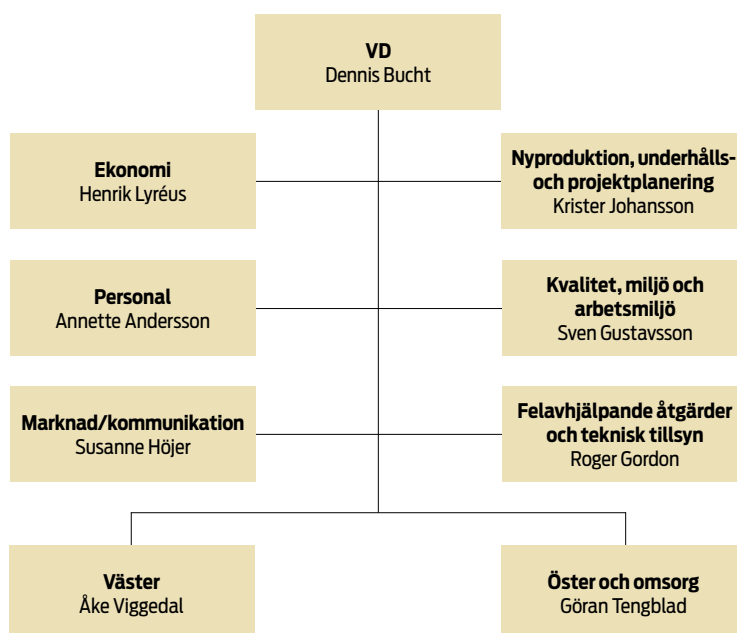 VD
Dennis Bucht
Ekonomi
Henrik Lyréus
Nyproduktion, underhålls-
och projektplanering
Krister Johansson
Personal
Annette Andersson
Kvalitet, miljö och
arbetsmiljö
Sven Gustavsson
Marknad/kommunikation
Susanne Höjer
Felavhjälpande åtgärder
och teknisk tillsyn
Roger Gordon
Väster
Åke Viggedal
Öster och omsorg
Göran Tengblad